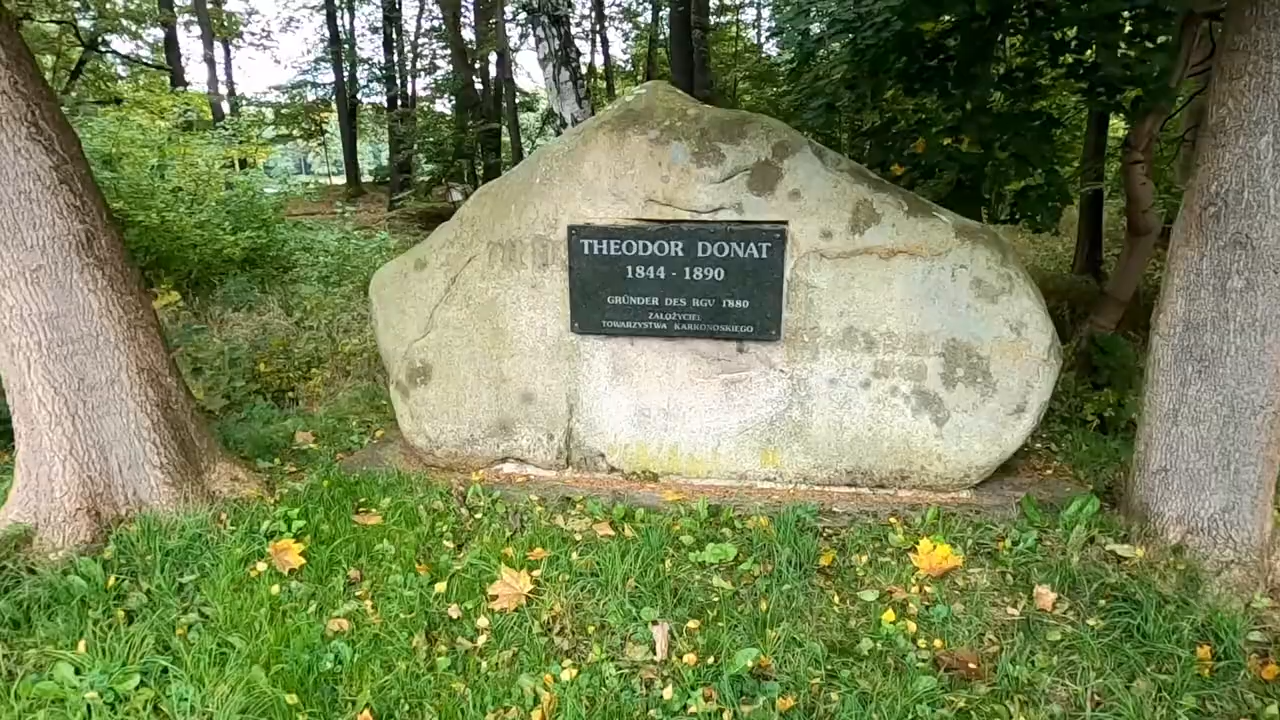 THEODOR DONAT
1844 - 1890
GRÜNDER DES RGV 1880
ZAŁOŻYCIEL
TOWARZYSTWA KARKONOSKIEGO